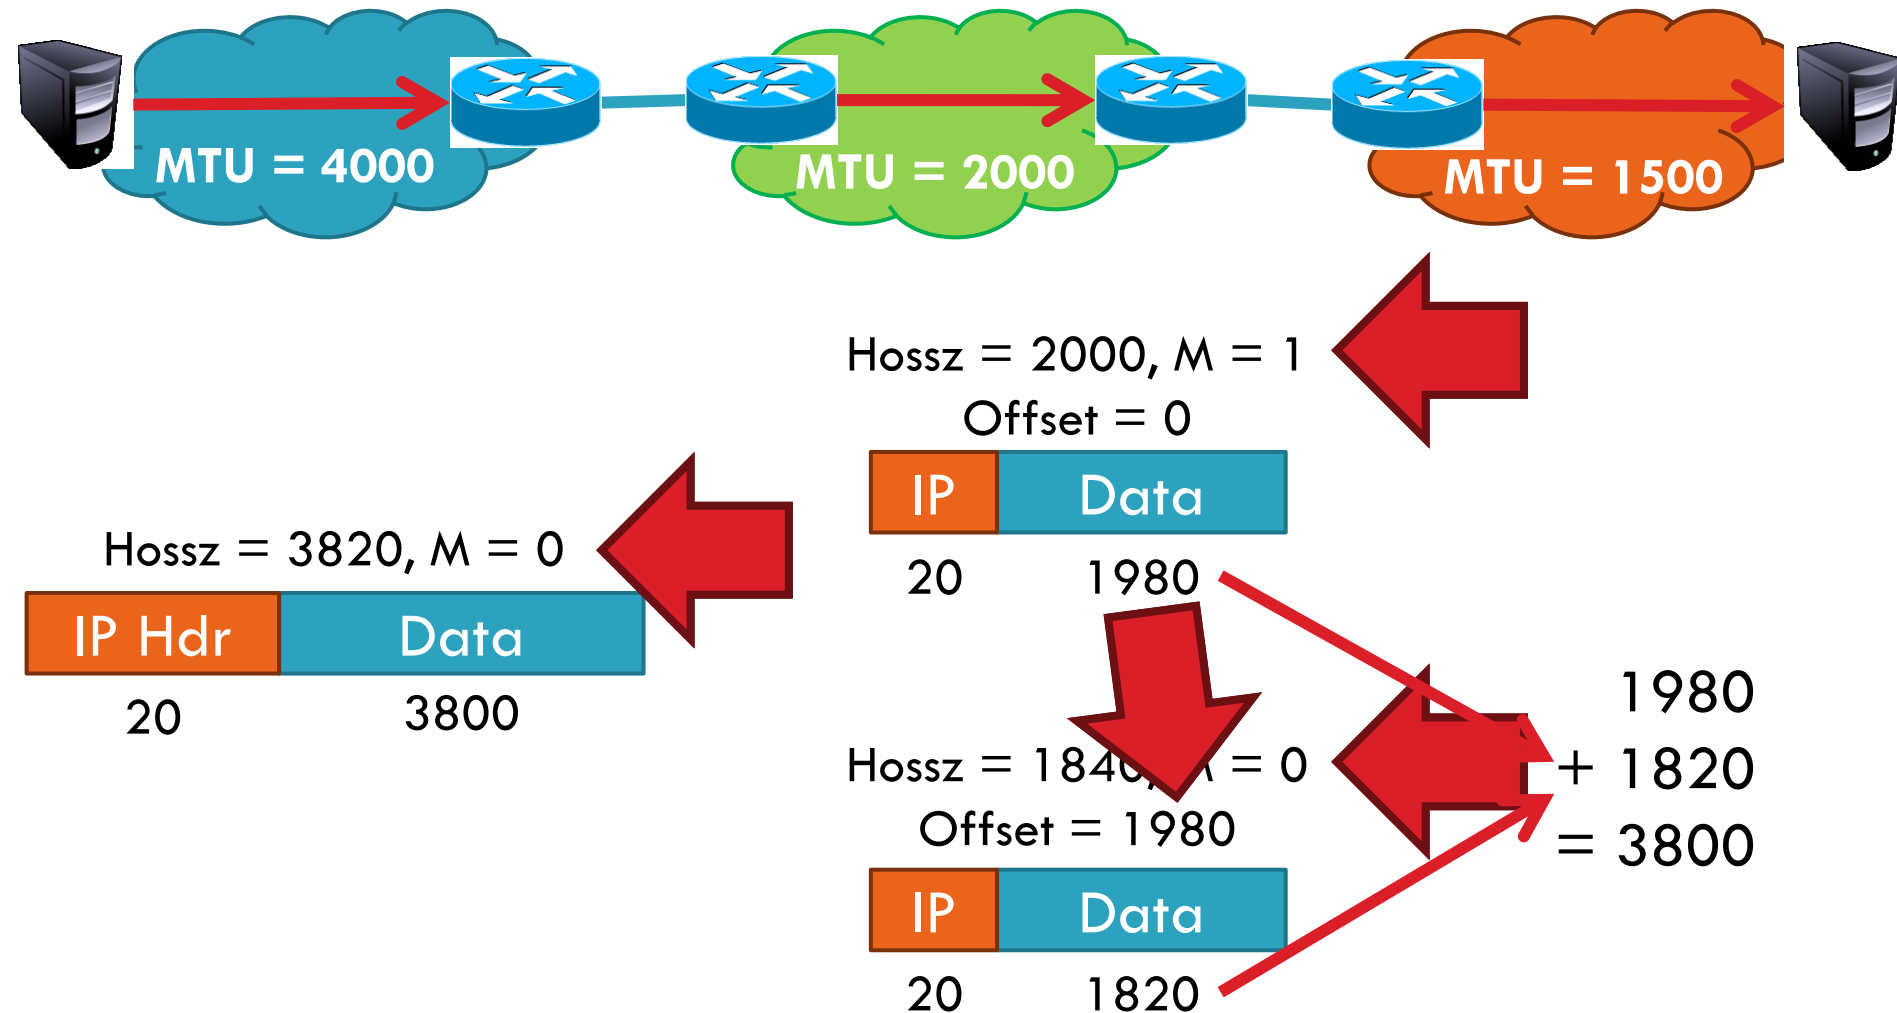 MTU = 4000
MTU = 2000
MTU = 1500
Hossz = 3820, M = 0
IP Hdr Data
20 3800
Hossz = 2000, M = 1
Offset = 0
IP Data
20 1980
Hossz = 1840, = 0
Offset = 1980
IP Data
20 1820
1980
+ 1820
= 3800